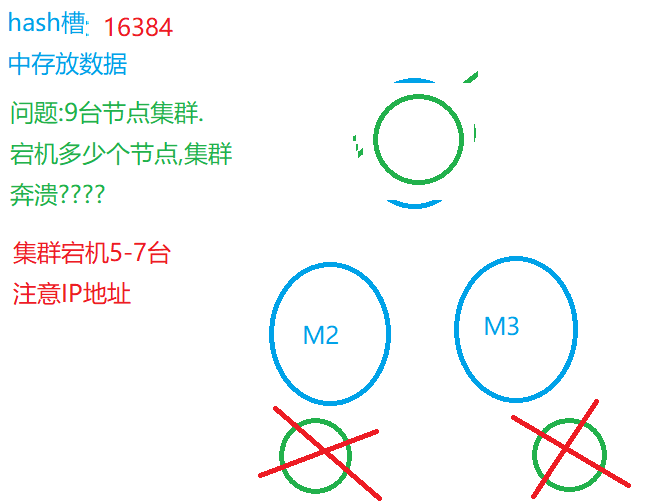 hash槽: 16384
中存放数据
问题:9台节点集群.
宕机多少个节点,集群
奔溃????
集群宕机5-7台
注意IP地址
M2
M3